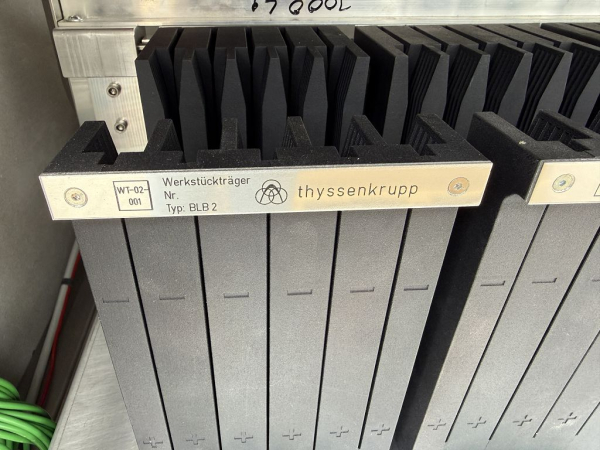 WT-02-
001
Werkstückträger
Nr.
Typ: BLB 2
thyssenkrupp